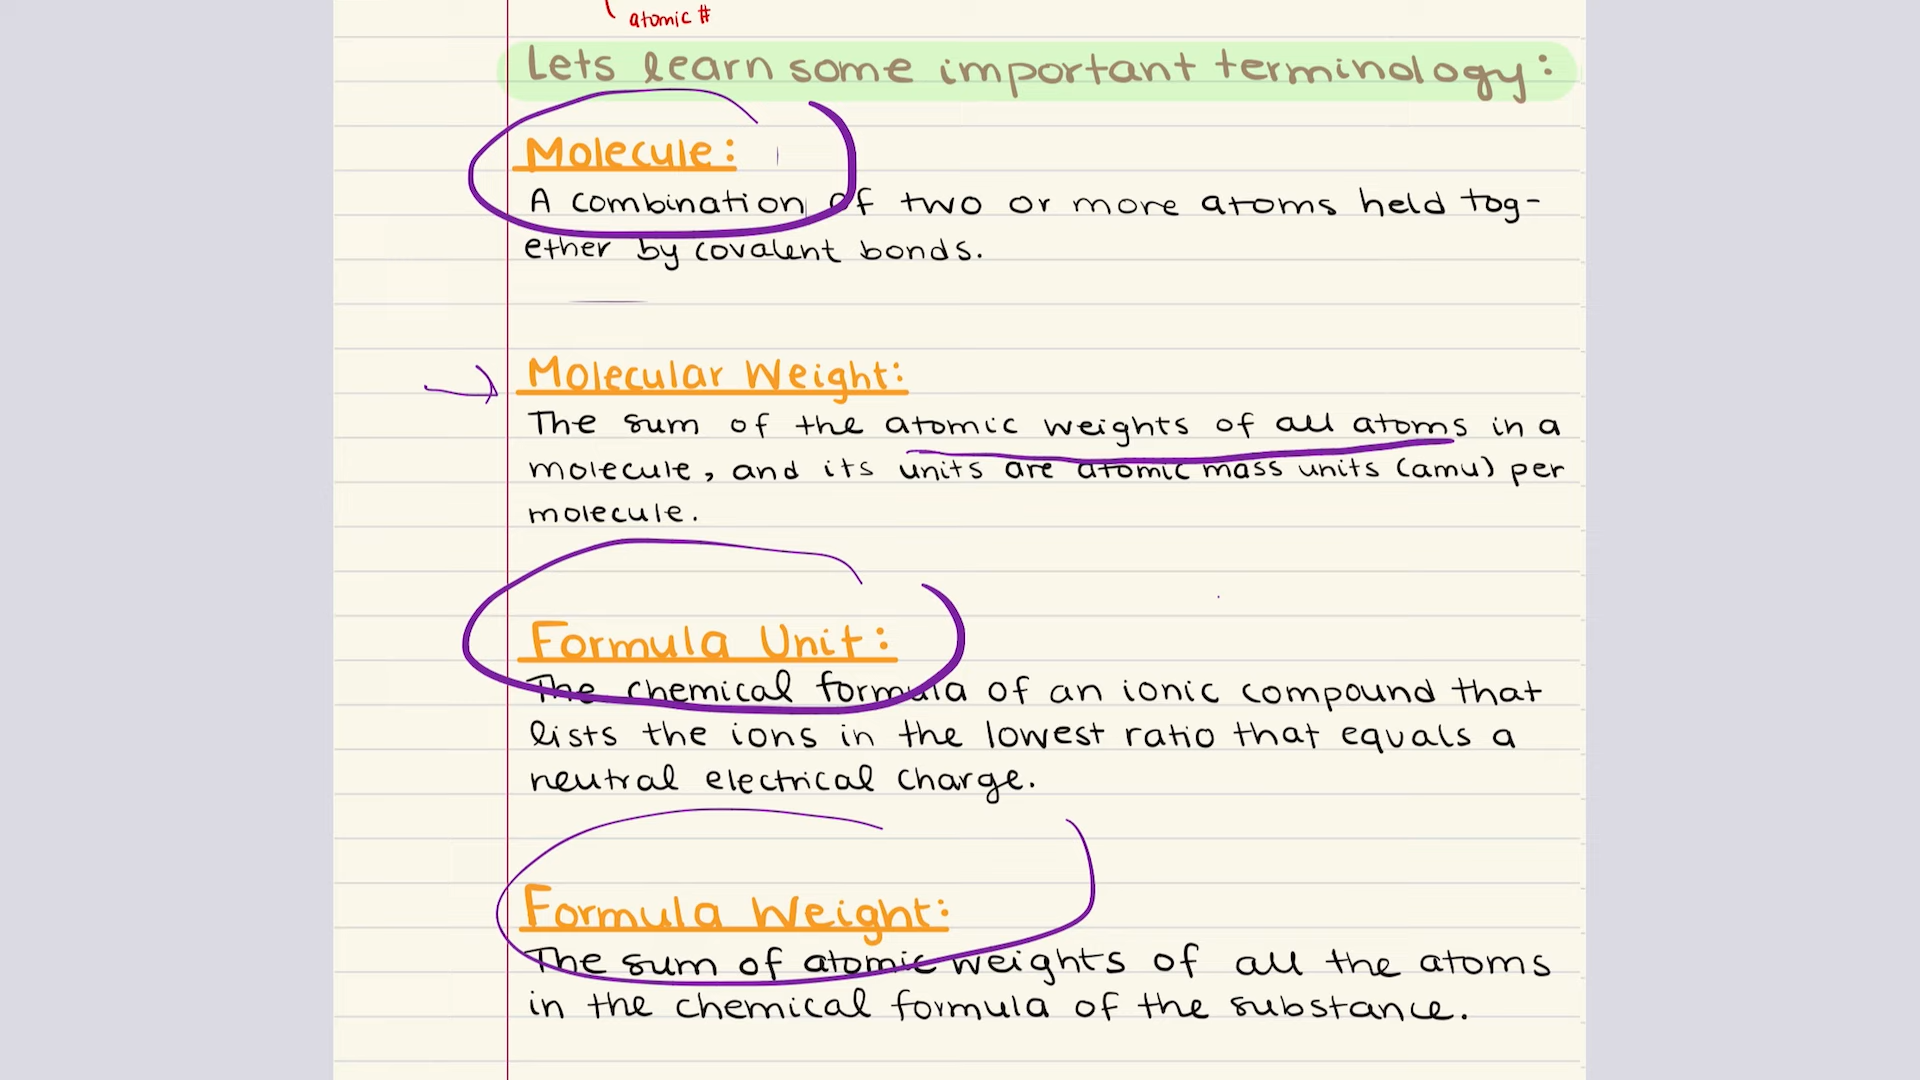 atomic #
Lets learn some important terminology:
Molecule:
A combination of two or more atoms held tog-
ether by covalent bonds.
Molecular Weight:
The sum of the atomic weights of all atoms in a
molecule, and its units are atomic mass units (amu) per
molecule.
Formula Unit:
The chemical formula of an ionic compound that
lists the ions in the lowest ratio that equals a
neutral electrical charge.
Formula Weight:
The sum of atomic weights of all the atoms
in the chemical formula of the substance.